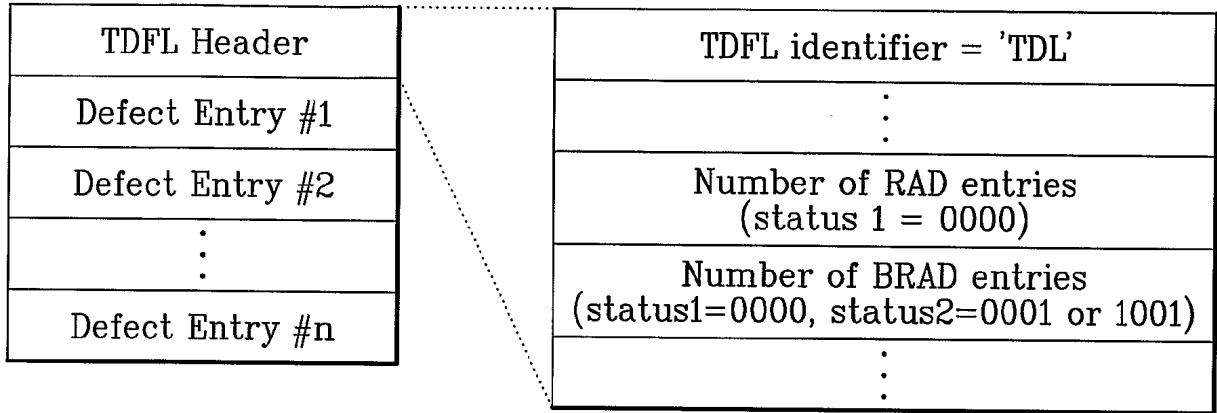 TDFL Header
Defect Entry #1
Defect Entry #2
Defect Entry #n
TDFL identifier = 'TDL'
Number of RAD entries
(status 1 = 0000)
Number of BRAD entries
(status1=0000, status2=0001 or 1001)